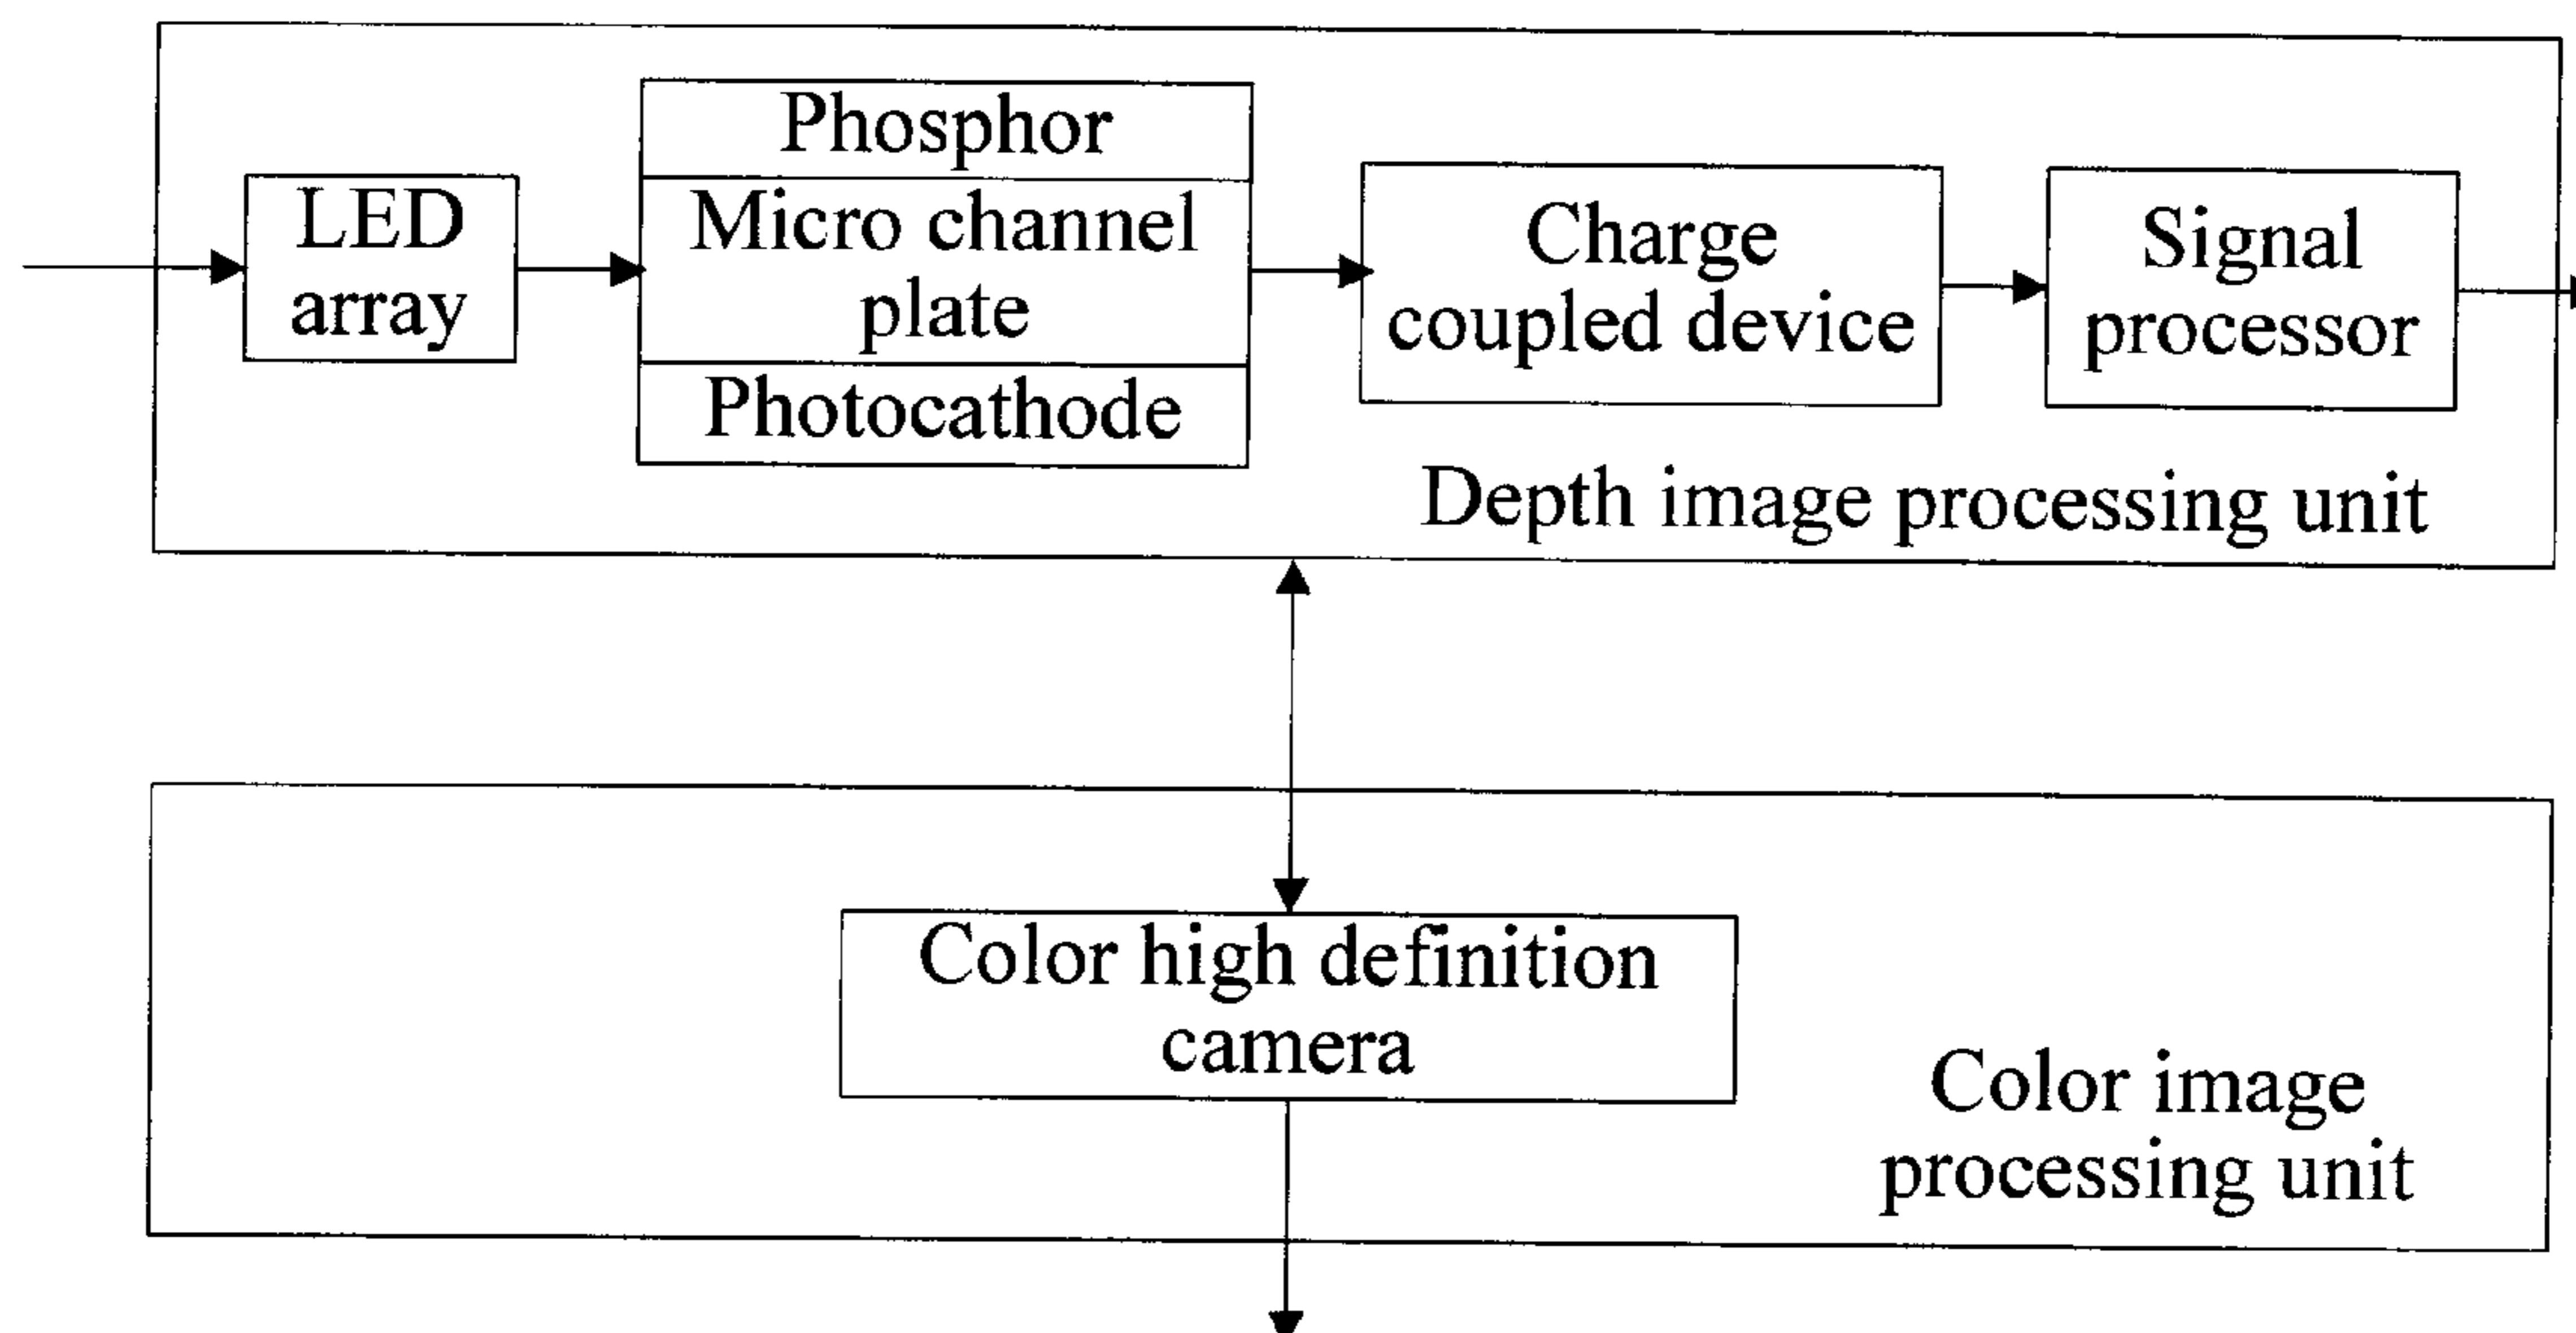 LED
array
Phosphor
Micro channel
plate
Photocathode
Charge
coupled device
Signal
processor
Depth image processing unit
Color high definition
camera
Color image
processing unit